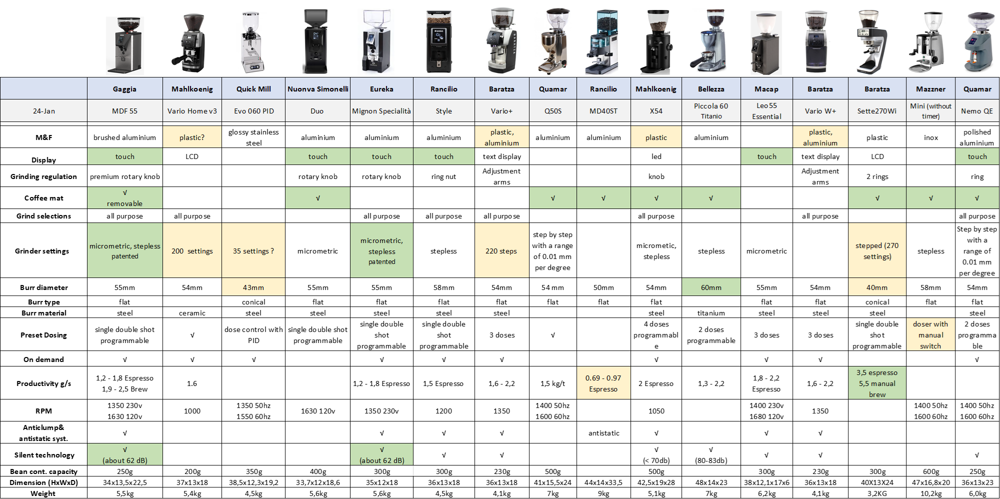 Gaggia Mahlkoenig Quick Mill Nuonva Simonelli Eureka Rancilio Baratza Quamar Rancilio Mahlkoenig Bellezza Macap Baratza Baratza Mazzner Quamar
24-Jan MDF 55 Vario Home v3 Evo 060 PID Duo Mignon Specialità Style Vario+ Q50S MD40ST X54 Piccola 60 Titanio Leo55 Essential Vario W+ Sette270Wi Mini (without timer) Nemo QE
M&F brushed aluminium plastic? glossy stainless steel aluminium aluminium aluminium plastic, aluminium aluminium aluminium plastic aluminium plastic, aluminium plastic inox polished aluminium
Display touch LCD touch touch touch text display led touch text display LCD touch
Grinding regulation premium rotary knob rotary knob rotary knob ring nut Adjustment arms knob Adjustment arms 2 rings ring
Coffee mat √ removable √ √ √ √ √ √ √ √
Grind selections all purpose all purpose all purpose all purpose all purpose all purpose all purpose all purpose
Grinder settings micrometric, stepless patented 200 settings 35 settings ? micrometric micrometric, stepless patented stepless 220 steps step by step with a range of 0.01 mm per degree micrometic, stepless stepless micrometric stepped (270 settings) stepless Step by step with a range of 0.01 mm per degree
Burr diameter 55mm 54mm 43mm 55mm 55mm 58mm 54mm 54 mm 50mm 54mm 60mm 55mm 54mm 40mm 58mm 54mm
Burr type flat conical flat flat flat flat flat flat flat flat flat conical flat flat
Burr material steel ceramic steel steel steel steel steel steel titanium steel steel steel steel
Preset Dosing single double shot programmable √ dose control with PID single double shot programmable single double shot programmable single double shot programmable 3 doses √ 4 doses programmable 2 doses programmable 3 doses 3 doses single double shot programmable doser with manual switch 2 doses programmable
On demand √ √ √ √ √ √ √ √ √ √
Productivity g/s 1,2 - 1,8 Espresso 1,9 - 2,5 Brew 1.6 1,2 - 1,8 Espresso 1,5 Espresso 1,6 - 2,2 1,5 kg/t 0.69 - 0.97 Espresso 2 Espresso 1,3 - 2,2 1,8 - 2,2 Espresso 1,6 - 2,2 3,5 espresso 5,5 manual brew
RPM 1350 230v 1630 120v 1000 1350 50hz 1550 60hz 1630 120v 1350 230v 1200 1350 1400 50hz 1600 60hz 1050 1400 230v 1680 120v 1350 1400 50hz 1600 60hz 1400 50hz 1600 60hz
Anticlump& antistatic syst. √ √ √ √ antistatic √ √ √
Silent technology √ (about 62 dB) √ (about 62 dB) √ √ √ (< 70db) √ (80-83db) √ √ √
Bean cont. capacity 250g 200g 350g 400g 300g 300g 230g 500g 500g 300g 230g 300g 600g 250g
Dimension (HxWxD) 34x13,5x22,5 37x13x18 38,5x12,3x19,2 33,7x12x18,6 35x12x18 36x13x18 36x13x18 41x15,5x24 44x14x33,5 42,5x19x28 48x14x23 38x12,1x17x6 36x13x18 40X13X24 47x16,8x20 36x13x23
Weight 5,5kg 5,4kg 4,5kg 5,6kg 5,6kg 4,5kg 4,1kg 7kg 9kg 5,1kg 7kg 6,2kg 4,1kg 3,2KG 10,2kg 6,0kg